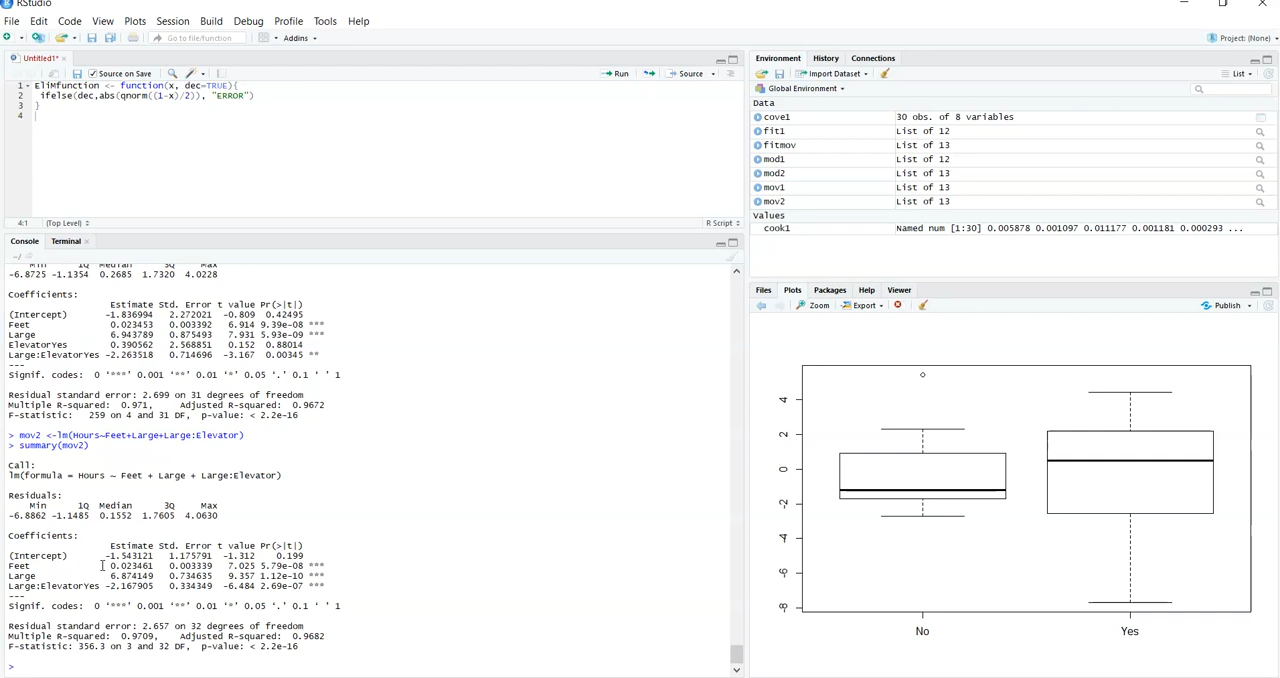 RStudio
File Edit Code View Plots Session Build Debug Profile Tools Help
Go to file/function Addins Project: (None)
Untitled1*
Source on Save Run Source
1 EliMfunction <- function(x, dec=TRUE){
2 ifelse(dec,abs(qnorm((1-x)/2)), "ERROR")
3 }
4
4:1 (Top Level) R Script
Console Terminal
~/
Min 1Q Median 3Q Max
-6.8725 -1.1354 0.2685 1.7320 4.0228
Coefficients:
Estimate Std. Error t value Pr(>|t|)
(Intercept) -1.836994 2.272021 -0.809 0.42495
Feet 0.023453 0.003392 6.914 9.39e-08 ***
Large 6.943789 0.875493 7.931 5.93e-09 ***
ElevatorYes 0.390562 2.568851 0.152 0.88014
Large:ElevatorYes -2.263518 0.714696 -3.167 0.00345 **
---
Signif. codes: 0 ‘***’ 0.001 ‘**’ 0.01 ‘*’ 0.05 ‘.’ 0.1 ‘ ’ 1
Residual standard error: 2.699 on 31 degrees of freedom
Multiple R-squared: 0.971, Adjusted R-squared: 0.9672
F-statistic: 259 on 4 and 31 DF, p-value: < 2.2e-16
> mov2 <-lm(Hours~Feet+Large+Large:Elevator)
> summary(mov2)
Call:
lm(formula = Hours ~ Feet + Large + Large:Elevator)
Residuals:
Min 1Q Median 3Q Max
-6.8862 -1.1485 0.1552 1.7605 4.0630
Coefficients:
Estimate Std. Error t value Pr(>|t|)
(Intercept) -1.543121 1.175791 -1.312 0.199
Feet 0.023461 0.003339 7.025 5.79e-08 ***
Large 6.874149 0.734635 9.357 1.12e-10 ***
Large:ElevatorYes -2.167905 0.334349 -6.484 2.69e-07 ***
---
Signif. codes: 0 ‘***’ 0.001 ‘**’ 0.01 ‘*’ 0.05 ‘.’ 0.1 ‘ ’ 1
Residual standard error: 2.657 on 32 degrees of freedom
Multiple R-squared: 0.9709, Adjusted R-squared: 0.9682
F-statistic: 356.3 on 3 and 32 DF, p-value: < 2.2e-16
>
Environment History Connections
Import Dataset List
Global Environment
Data
cove1 30 obs. of 8 variables
fit1 List of 12
fitmov List of 13
mod1 List of 12
mod2 List of 13
mov1 List of 13
mov2 List of 13
Values
cook1 Named num [1:30] 0.005878 0.001097 0.011177 0.001181 0.000293 ...
Files Plots Packages Help Viewer
Zoom Export Publish
4
2
0
-2
-4
-6
-8
No Yes